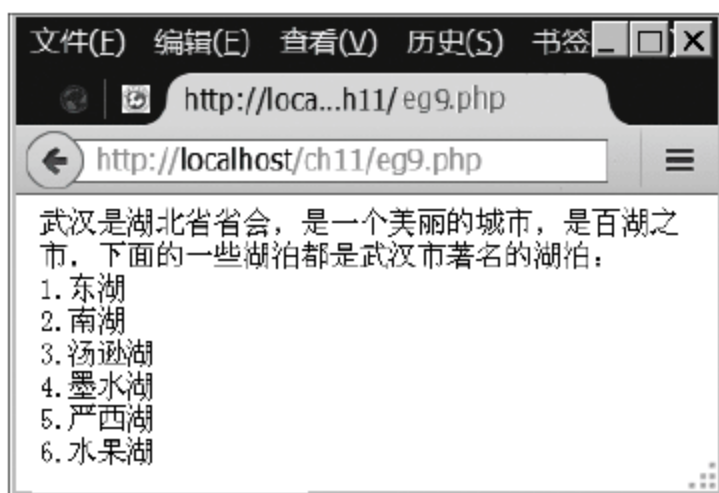 文件(F) 编辑(E) 查看(V) 历史(S) 书签
http://loca...h11/ eg9.php
http://localhost/ch11/eg9.php
武汉是湖北省省会，是一个美丽的城市，是百湖之
市．下面的一些湖泊都是武汉市著名的湖泊：
1.东湖
2.南湖
3.汤逊湖
4.墨水湖
5.严西湖
6.水果湖